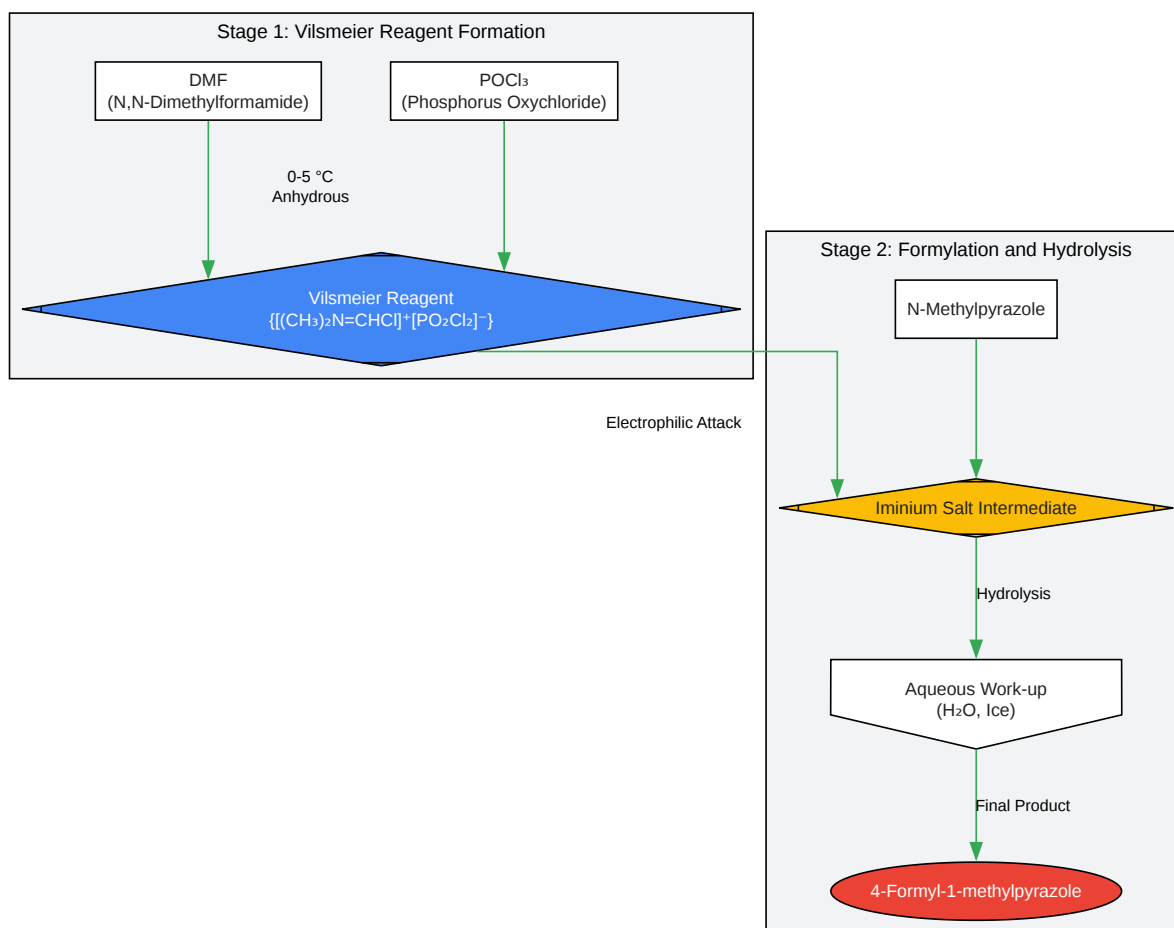 Stage 1: Vilsmeier Reagent Formation
DMF
(N,N-Dimethylformamide)
POCl₃
(Phosphorus Oxychloride)
0-5 °C
Anhydrous
Vilsmeier Reagent
{[(CH₃)₂N=CHCl]⁺[PO₂Cl₂]⁻}
Electrophilic Attack
Stage 2: Formylation and Hydrolysis
N-Methylpyrazole
Iminium Salt Intermediate
Hydrolysis
Aqueous Work-up
(H₂O, Ice)
Final Product
4-Formyl-1-methylpyrazole